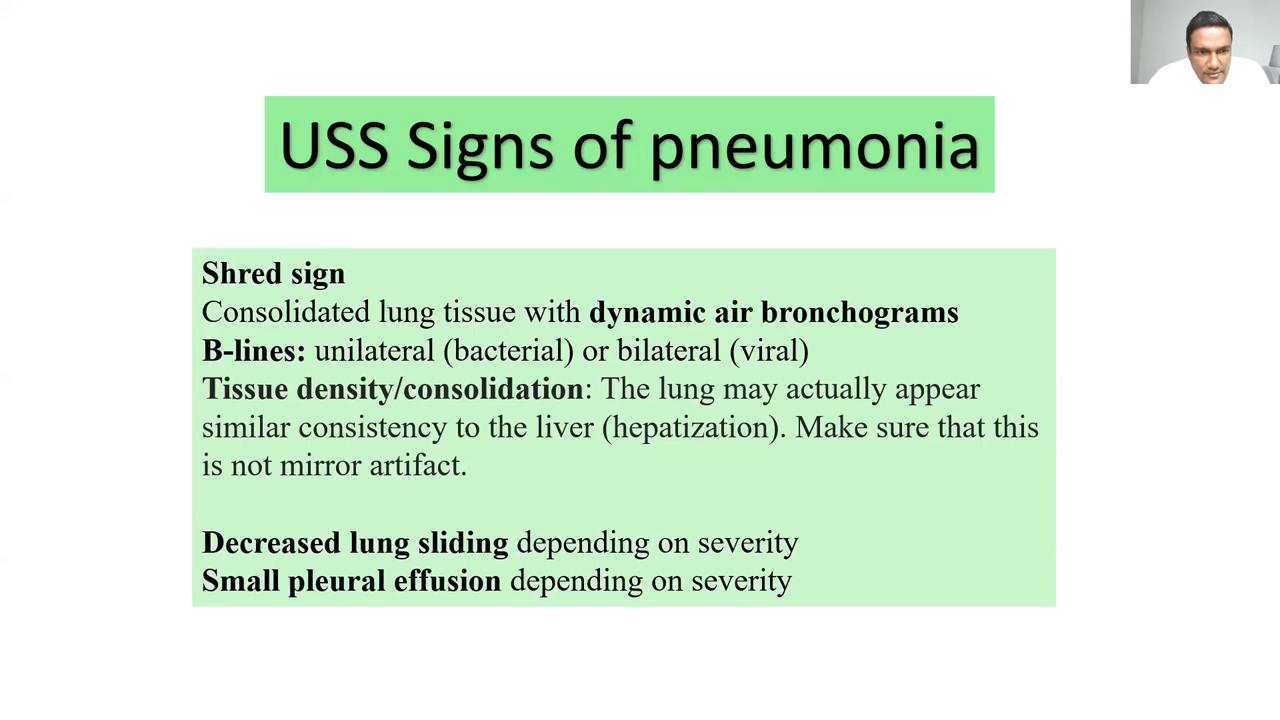 USS Signs of pneumonia
Shred sign
Consolidated lung tissue with dynamic air bronchograms
B-lines: unilateral (bacterial) or bilateral (viral)
Tissue density/consolidation: The lung may actually appear
similar consistency to the liver (hepatization). Make sure that this
is not mirror artifact.
Decreased lung sliding depending on severity
Small pleural effusion depending on severity